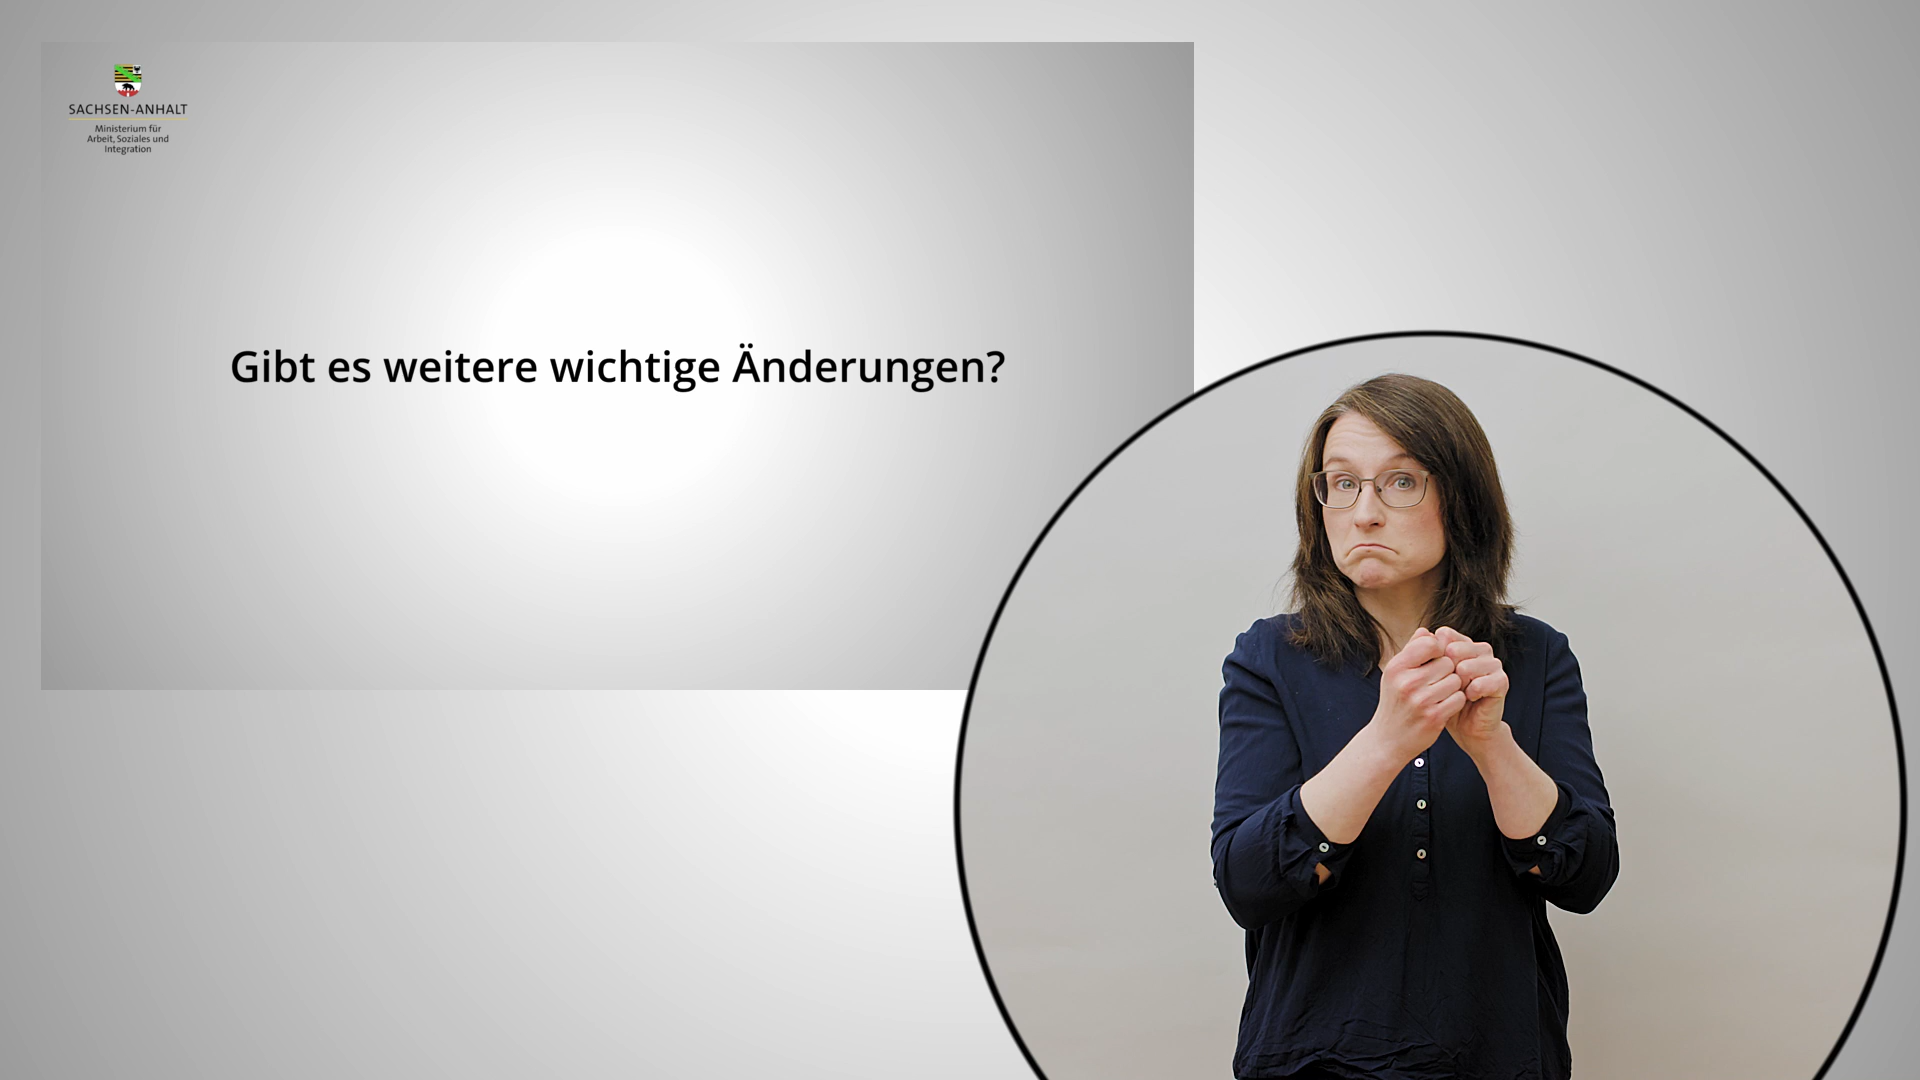 SACHSEN-ANHALT
Ministerium für
Arbeit, Soziales und
Integration
Gibt es weitere wichtige Änderungen?